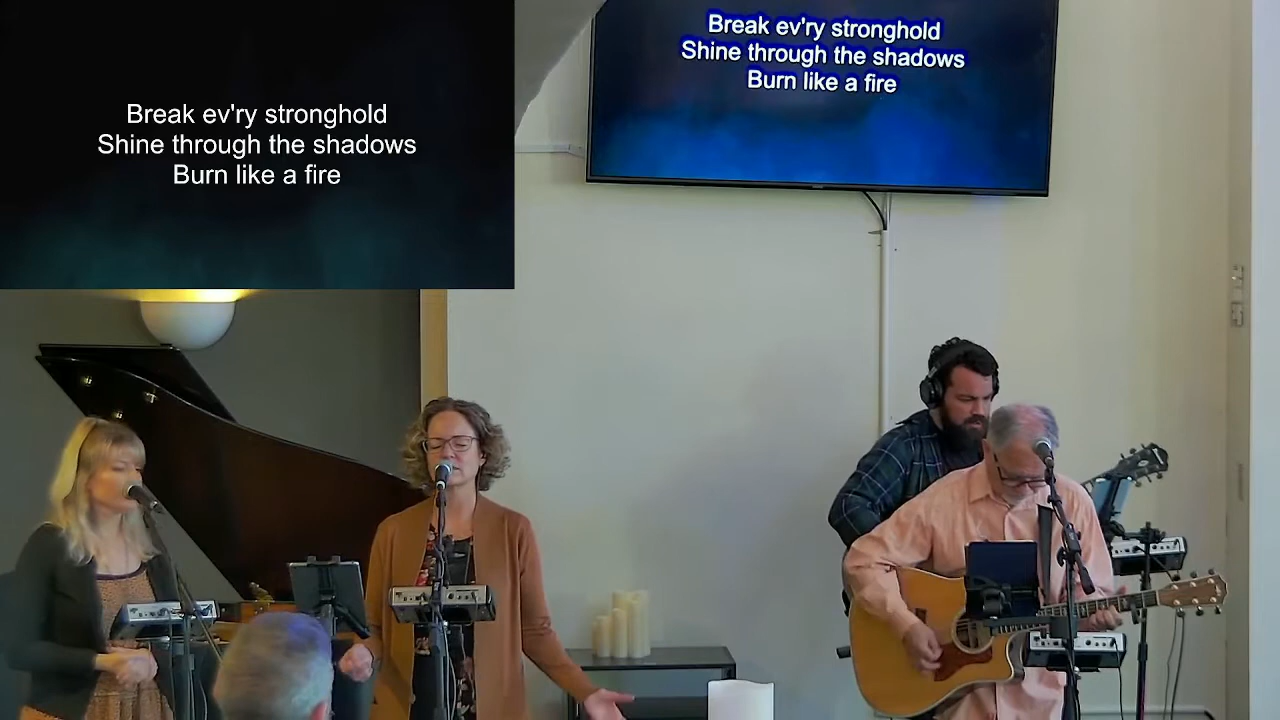 Break ev'ry stronghold
Shine through the shadows
Burn like a fire
Break ev'ry stronghold
Shine through the shadows
Burn like a fire